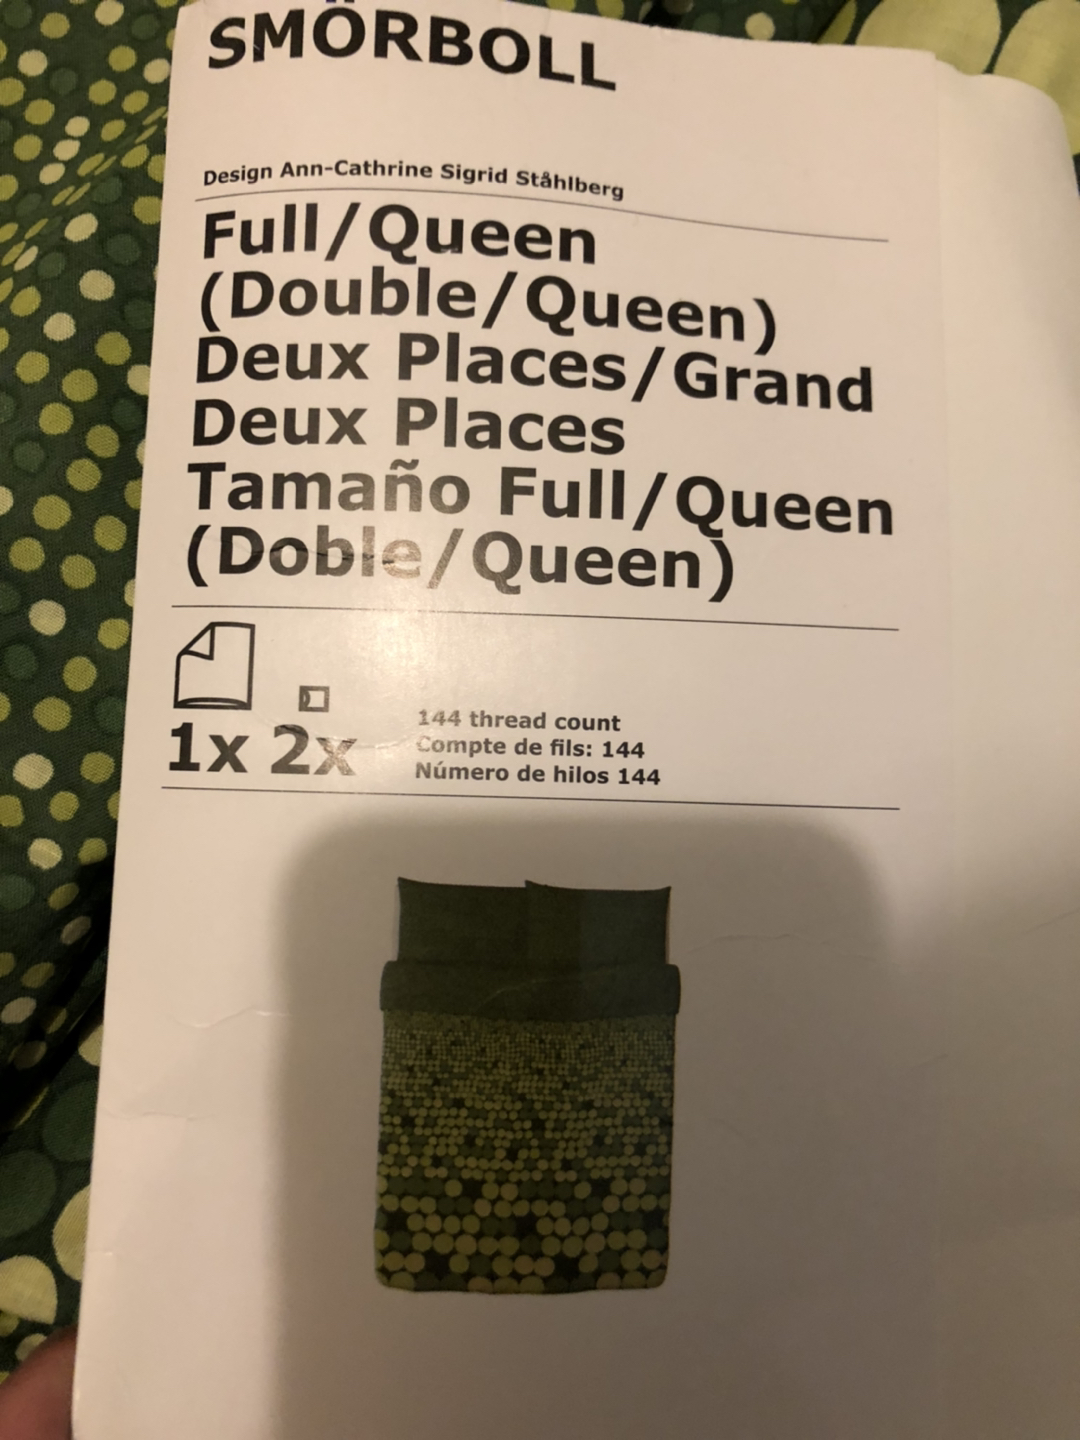 SMÖRBOLL
Design Ann-Cathrine Sigrid Ståhlberg
Full/Queen
(Double/Queen)
Deux Places/Grand
Deux Places
Tamaño Full/Queen
(Doble/Queen)
1x 2x
144 thread count
Compte de fils: 144
Número de hilos 144